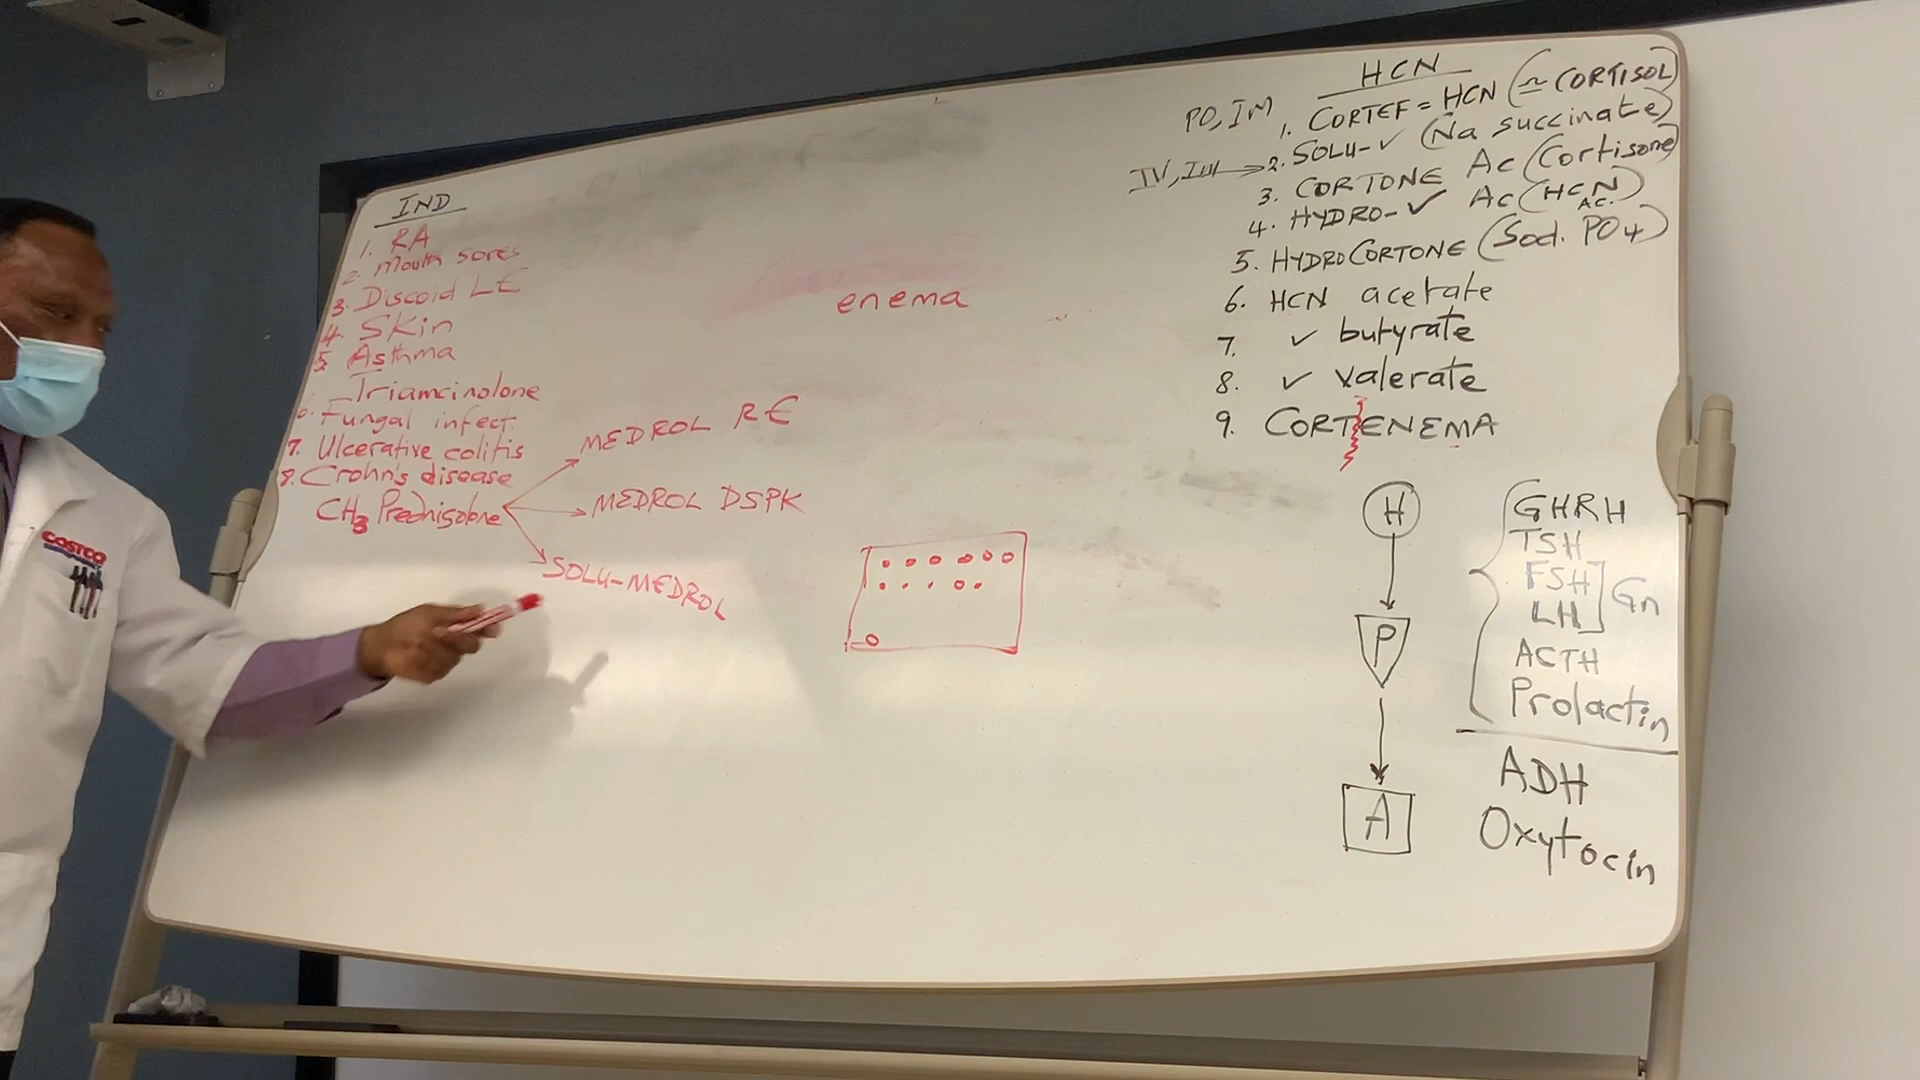 IND
1. RA
2. Mouth sores
3. Discoid LE
4. Skin
5. Asthma
Triamcinolone
6. Fungal infect.
7. Ulcerative colitis
8. Crohn's disease
CH3 Prednisolone
MEDROL RE
MEDROL DSPK
SOLU-MEDROL
enema
HCN
PO, IM 1. CORTEF = HCN (≃ CORTISOL)
IV, IM → 2. SOLU-✓ (Na succinate)
3. CORTONE Ac (Cortisone)
4. HYDRO-✓ Ac (HCN AC.)
5. HYDROCORTONE (Sod. PO4)
6. HCN acetate
7. ✓ butyrate
8. ✓ valerate
9. CORTENEMA
H
P
A
GHRH
TSH
FSH
LH
Gn
ACTH
Prolactin
ADH
Oxytocin
COSTCO